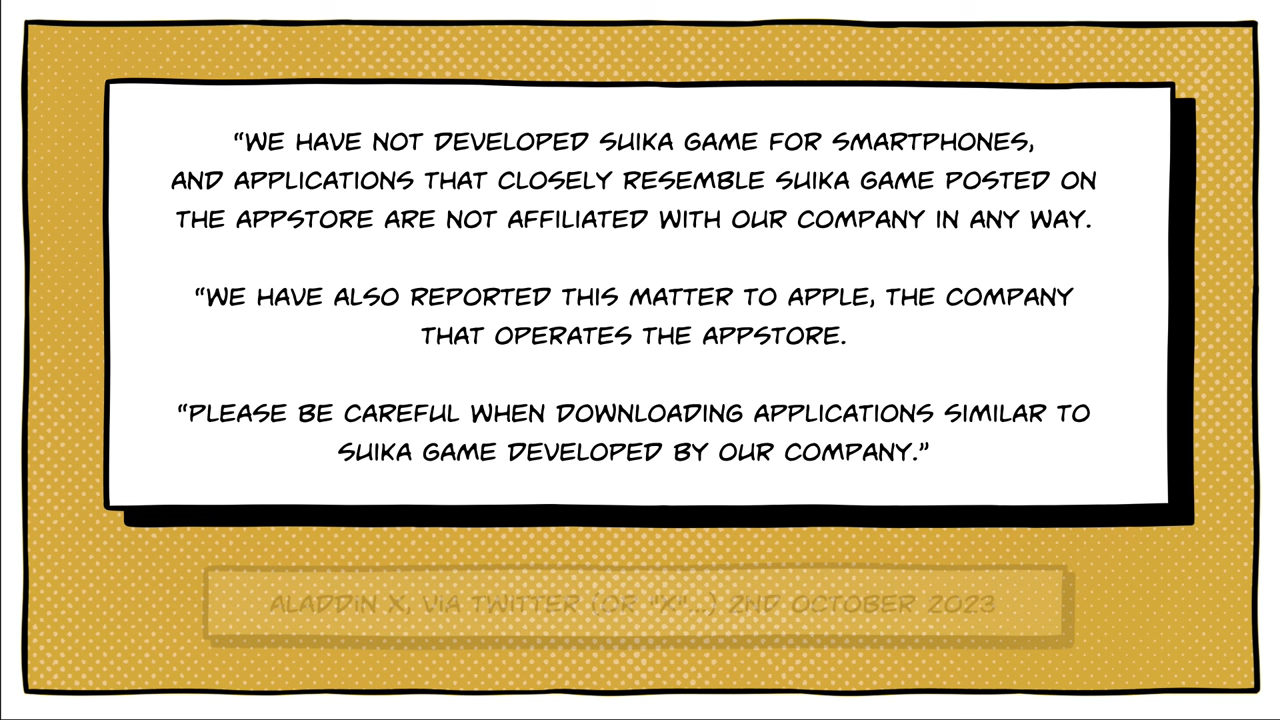 “WE HAVE NOT DEVELOPED SUIKA GAME FOR SMARTPHONES,
AND APPLICATIONS THAT CLOSELY RESEMBLE SUIKA GAME POSTED ON
THE APPSTORE ARE NOT AFFILIATED WITH OUR COMPANY IN ANY WAY.
“WE HAVE ALSO REPORTED THIS MATTER TO APPLE, THE COMPANY
THAT OPERATES THE APPSTORE.
“PLEASE BE CAREFUL WHEN DOWNLOADING APPLICATIONS SIMILAR TO
SUIKA GAME DEVELOPED BY OUR COMPANY.”
ALADDIN X, VIA TWITTER (OR "X"...) 2ND OCTOBER 2023